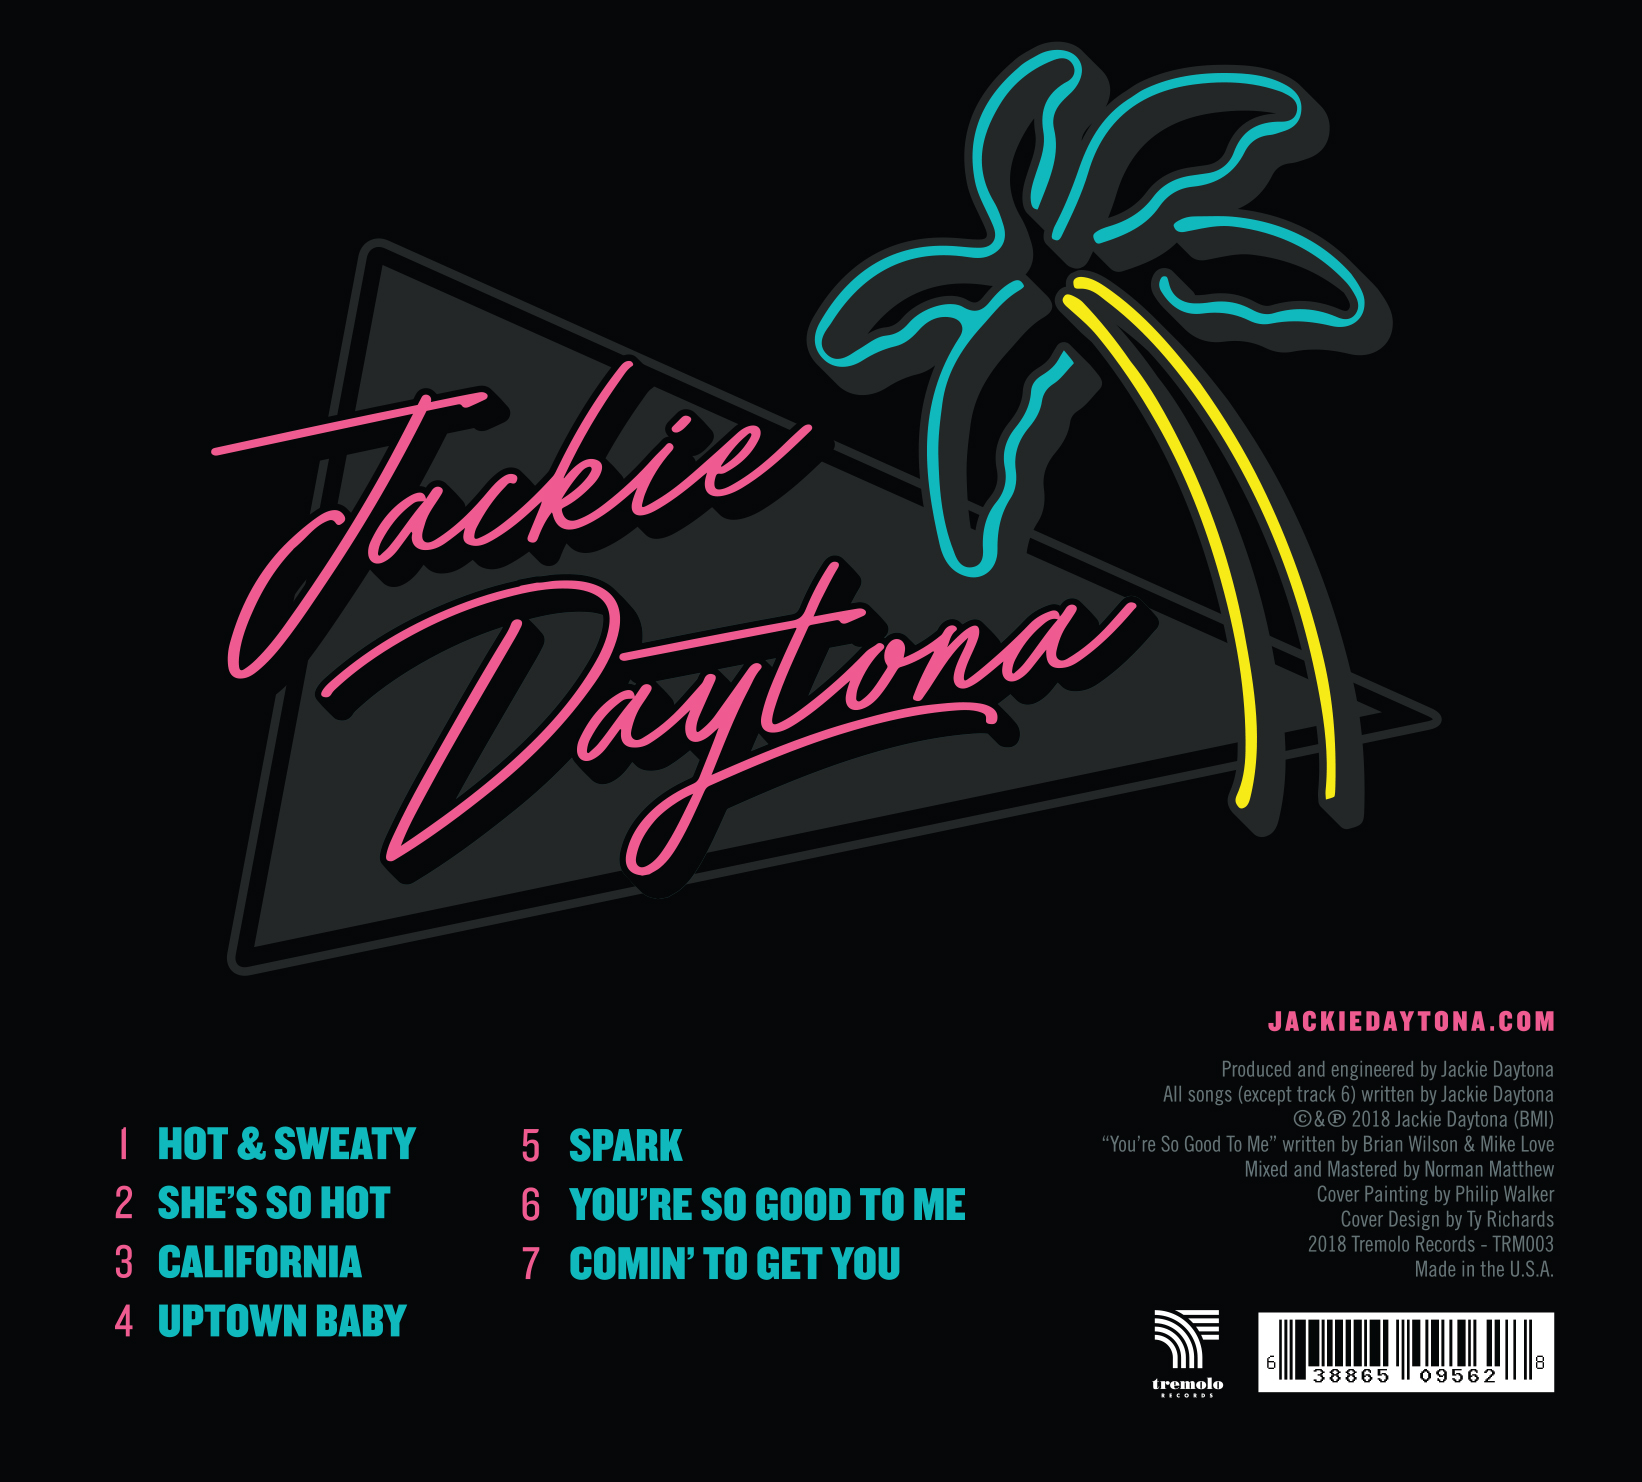 Jackie
Daytona
1 HOT & SWEATY
2 SHE'S SO HOT
3 CALIFORNIA
4 UPTOWN BABY
5 SPARK
6 YOU'RE SO GOOD TO ME
7 COMIN' TO GET YOU
JACKIEDAYTONA.COM
Produced and engineered by Jackie Daytona
All songs (except track 6) written by Jackie Daytona
©&℗ 2018 Jackie Daytona (BMI)
“You're So Good To Me” written by Brian Wilson & Mike Love
Mixed and Mastered by Norman Matthew
Cover Painting by Philip Walker
Cover Design by Ty Richards
2018 Tremolo Records - TRM003
Made in the U.S.A.
tremolo
RECORDS
6 38865 09562 8